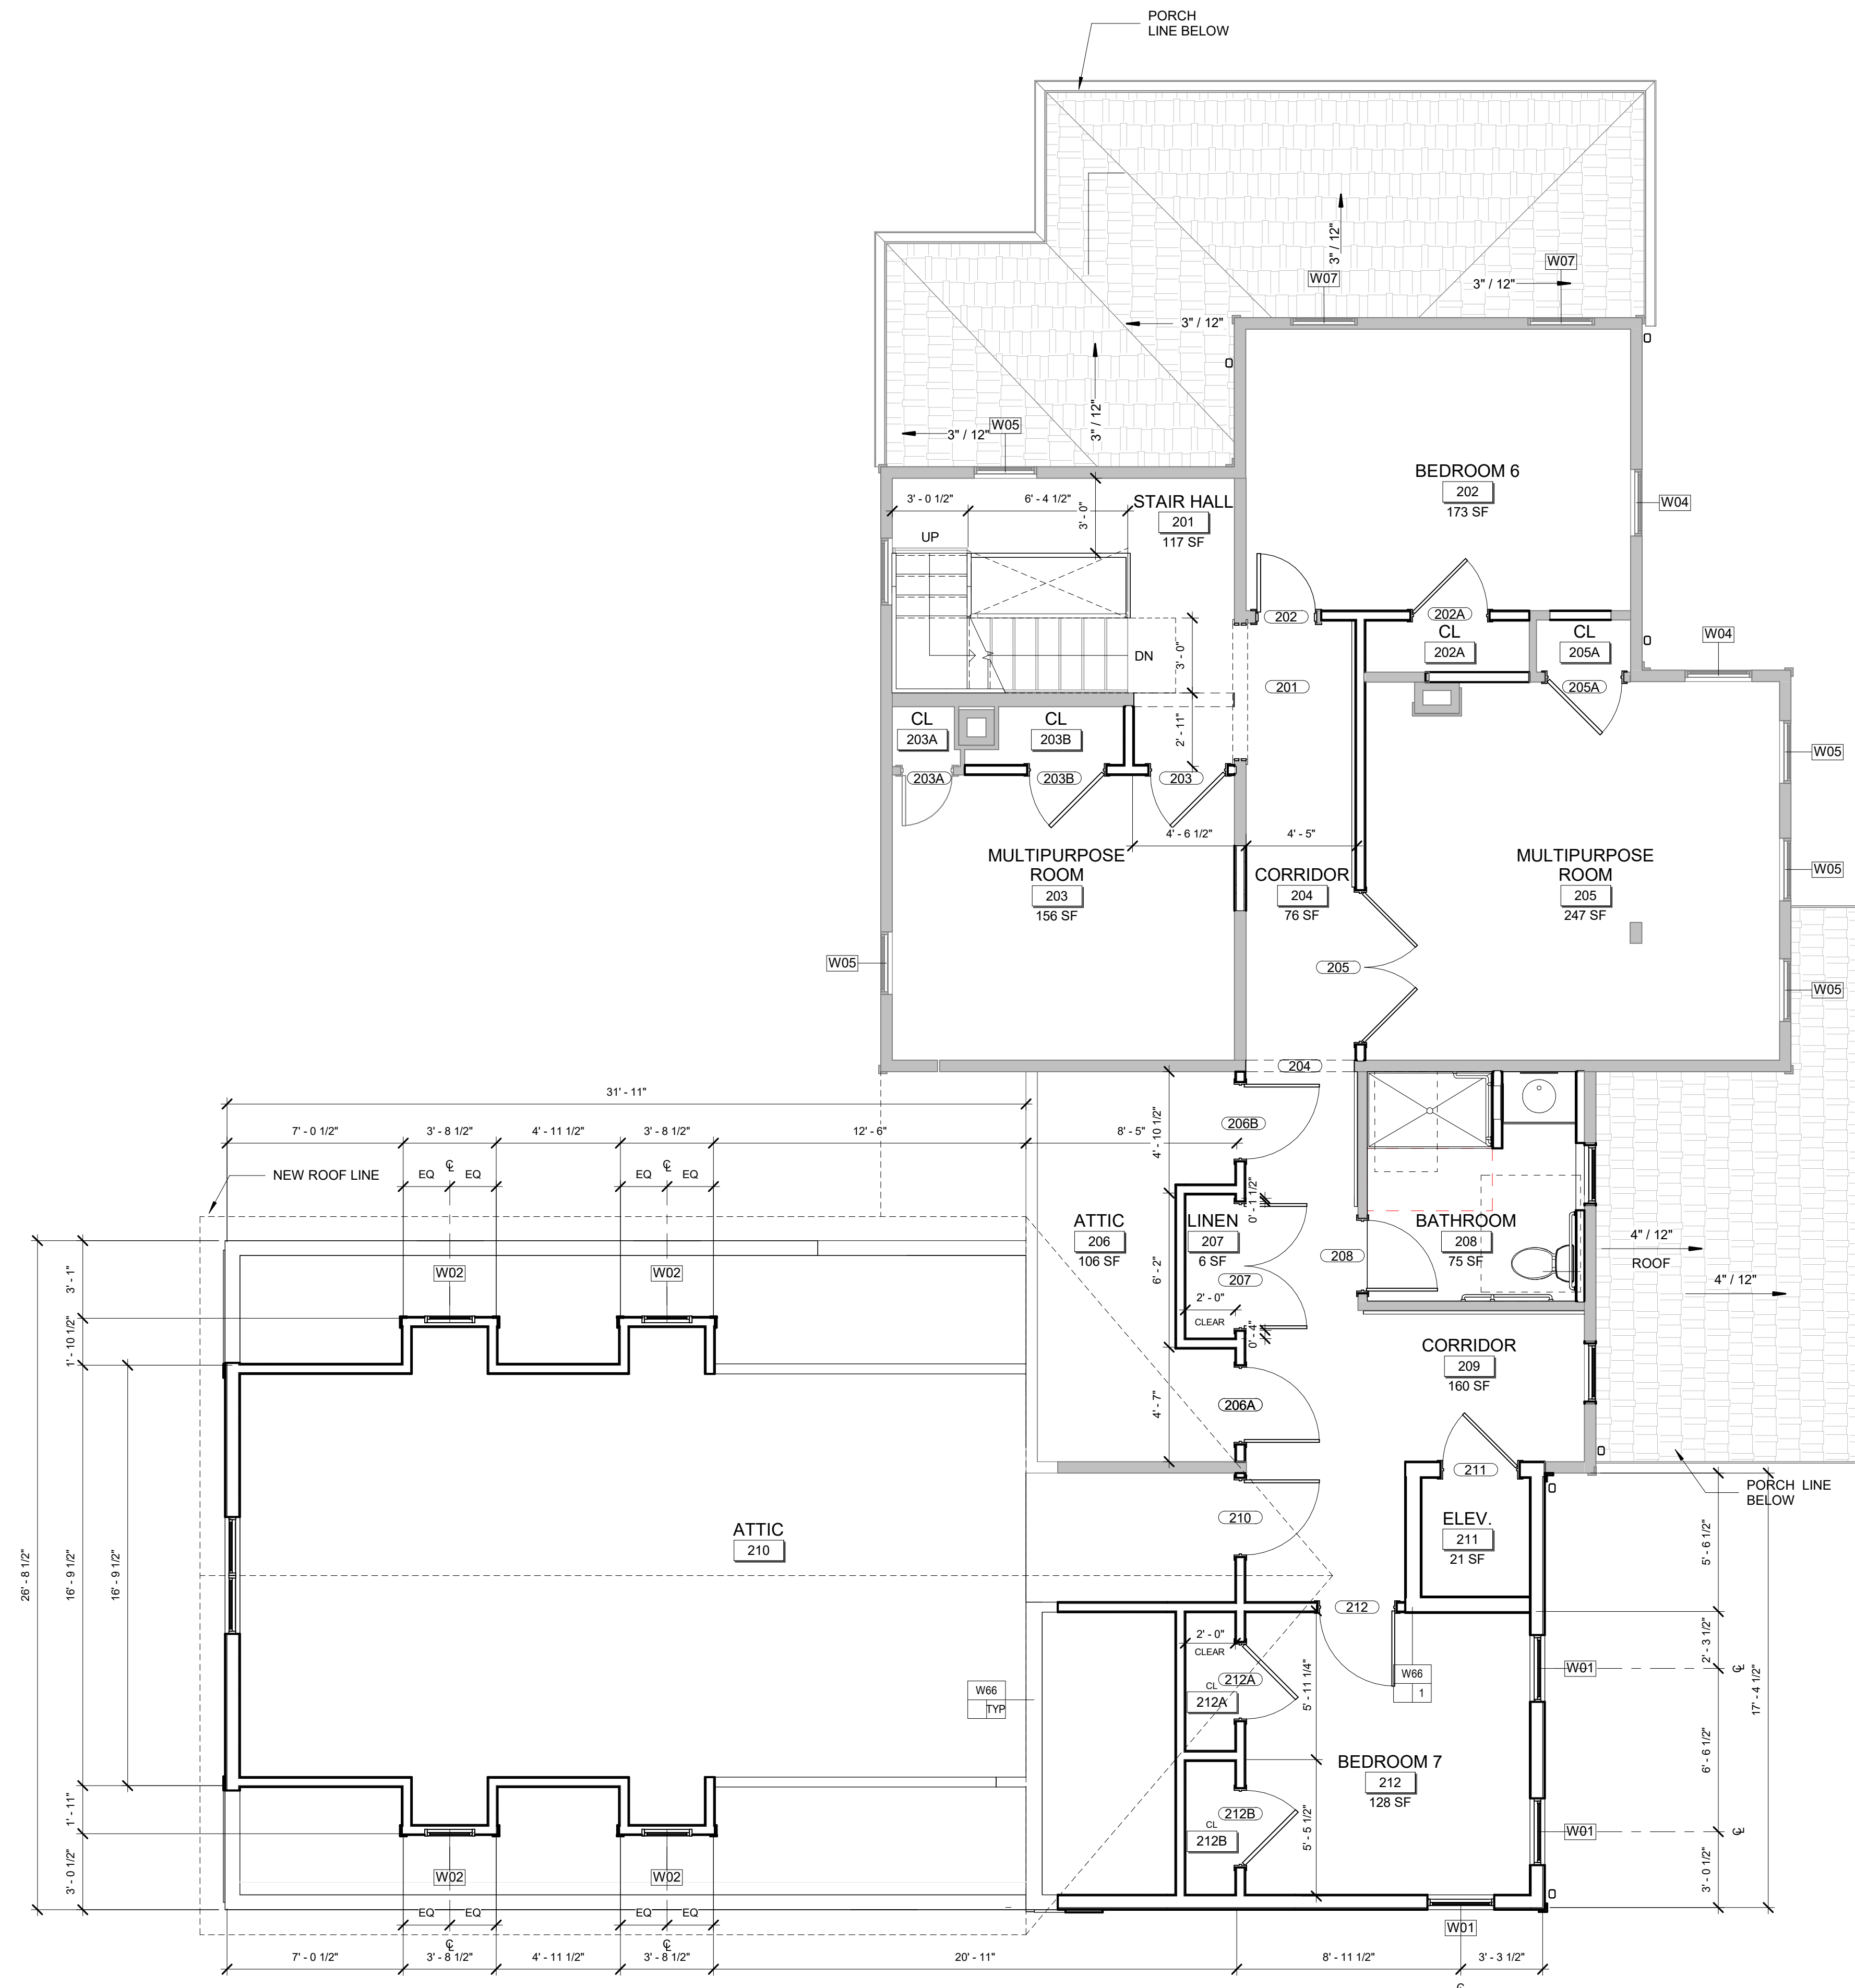 PORCH
LINE BELOW
3" / 12"
W07
W07
3" / 12"
3" / 12"
3" / 12"
W05
3" / 12"
BEDROOM 6
202
173 SF
W04
3' - 0 1/2"
6' - 4 1/2"
3' - 0"
STAIR HALL
201
117 SF
UP
DN
3' - 0"
202
202A
CL
202A
CL
205A
W04
201
205A
2' - 11"
CL
203A
CL
203B
203A
203B
203
W05
4' - 6 1/2"
4' - 5"
MULTIPURPOSE
ROOM
203
156 SF
CORRIDOR
204
76 SF
MULTIPURPOSE
ROOM
205
247 SF
W05
W05
205
W05
204
31' - 11"
7' - 0 1/2"
3' - 8 1/2"
4' - 11 1/2"
3' - 8 1/2"
12' - 6"
8' - 5"
4' - 10 1/2"
206B
NEW ROOF LINE
EQ
℄
EQ
EQ
℄
EQ
0' - 1 1/2"
ATTIC
206
106 SF
LINEN
207
6 SF
207
2' - 0"
CLEAR
6' - 2"
0' - 4"
208
BATHROOM
208
75 SF
4" / 12"
ROOF
4" / 12"
W02
W02
3' - 1"
1' - 10 1/2"
CORRIDOR
209
160 SF
4' - 7"
206A
211
PORCH LINE
BELOW
ATTIC
210
210
ELEV.
211
21 SF
5' - 6 1/2"
26' - 8 1/2"
16' - 9 1/2"
16' - 9 1/2"
212
2' - 0"
CLEAR
212A
CL
212A
5' - 11 1/4"
W66
1
W66
TYP
W01
℄
2' - 3 1/2"
17' - 4 1/2"
6' - 6 1/2"
BEDROOM 7
212
128 SF
212B
CL
212B
5' - 5 1/2"
W01
℄
3' - 0 1/2"
1' - 11"
3' - 0 1/2"
W02
W02
EQ
EQ
℄
EQ
EQ
℄
W01
7' - 0 1/2"
3' - 8 1/2"
4' - 11 1/2"
3' - 8 1/2"
20' - 11"
8' - 11 1/2"
3' - 3 1/2"